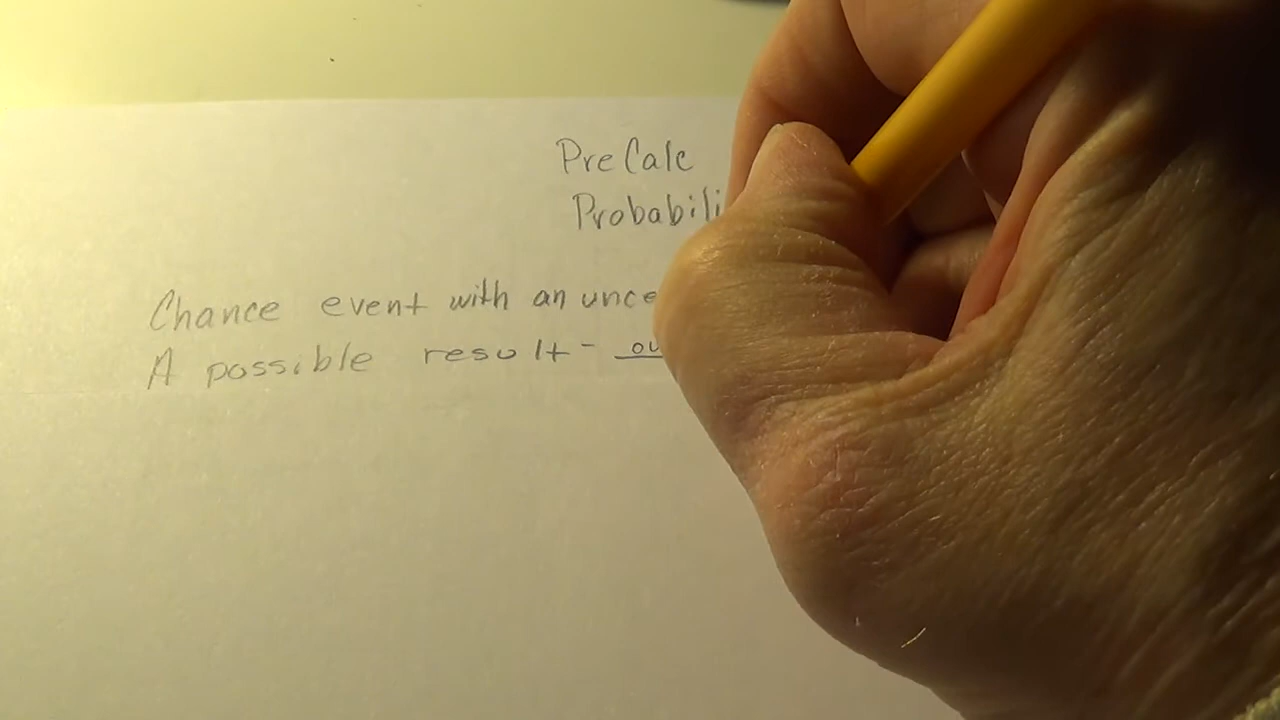 PreCalc
Probabili
Chance event with an unce
A possible result - ou